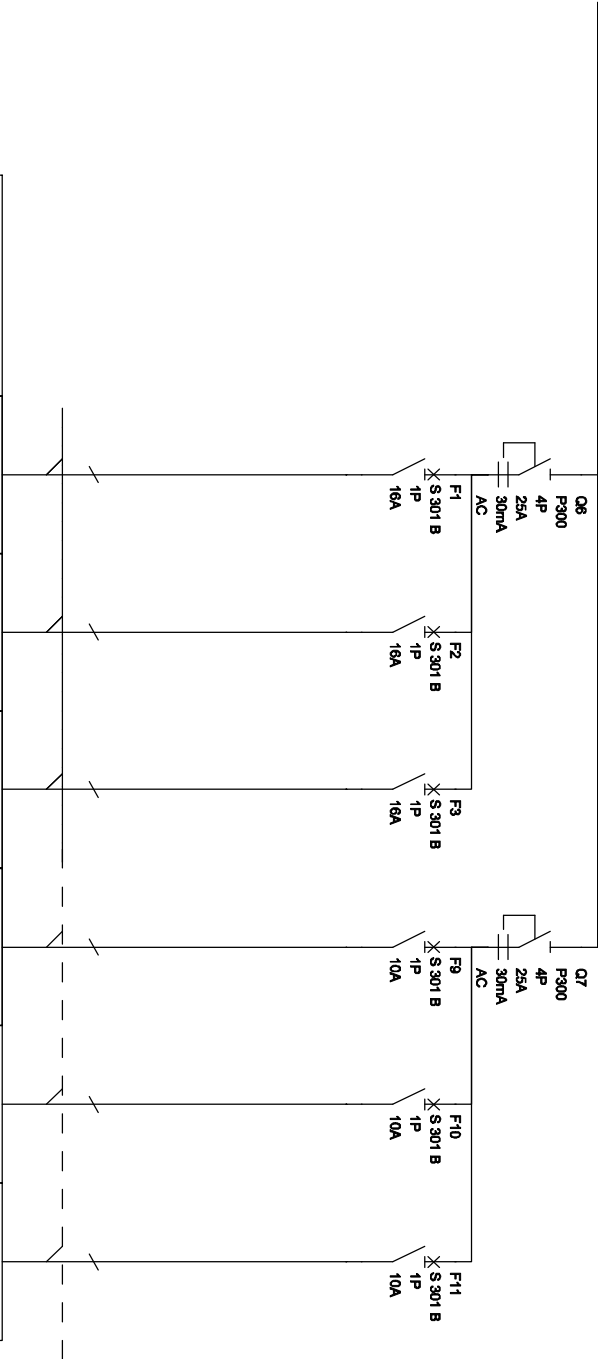 Q6
P300
4P
25A
30mA
AC
F1
S 301 B
1P
16A
F2
S 301 B
1P
16A
F3
S 301 B
1P
16A
Q7
P300
4P
25A
30mA
AC
F9
S 301 B
1P
10A
F10
S 301 B
1P
10A
F11
S 301 B
1P
10A